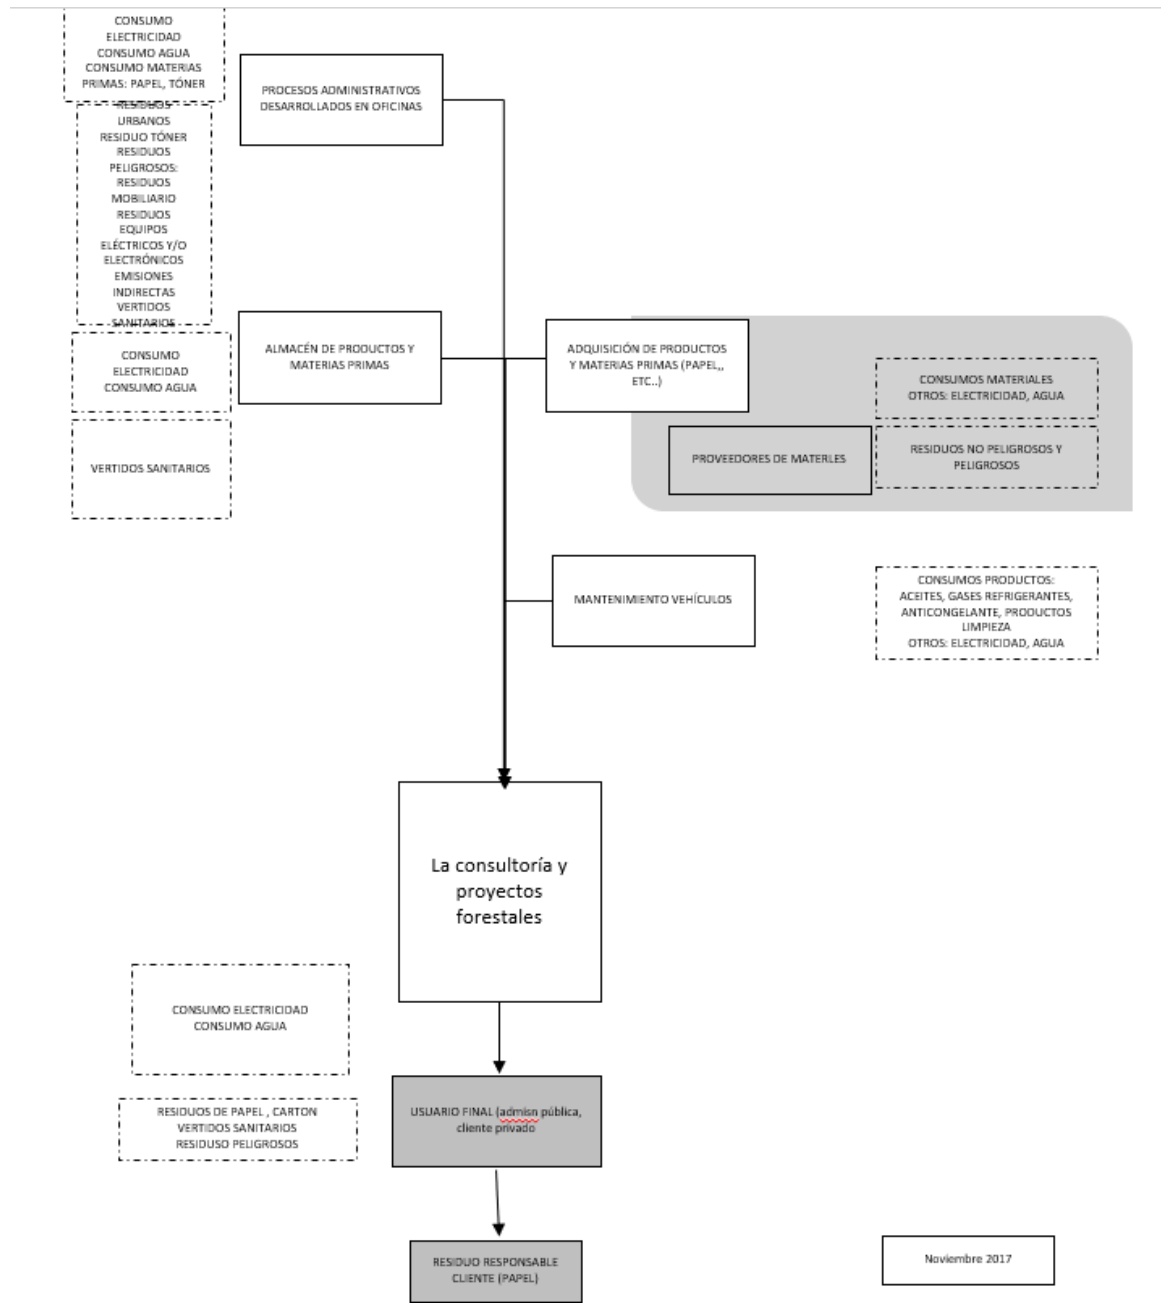 CONSUMO
ELECTRICIDAD
CONSUMO AGUA
CONSUMO MATERIAS
PRIMAS: PAPEL, TÓNER
PROCESOS ADMINISTRATIVOS
DESARROLLADOS EN OFICINAS
RESIDUOS
URBANOS
RESIDUO TÓNER
RESIDUOS
PELIGROSOS:
RESIDUOS
MOBILIARIO
RESIDUOS
EQUIPOS
ELÉCTRICOS Y/O
ELECTRÓNICOS
EMISIONES
INDIRECTAS
VERTIDOS
SANITARIOS
ALMACÉN DE PRODUCTOS Y
MATERIAS PRIMAS
ADQUISICIÓN DE PRODUCTOS
Y MATERIAS PRIMAS (PAPEL,,
ETC..)
CONSUMO
ELECTRICIDAD
CONSUMO AGUA
CONSUMOS MATERIALES
OTROS: ELECTRICIDAD, AGUA
VERTIDOS SANITARIOS
PROVEEDORES DE MATERLES
RESIDUOS NO PELIGROSOS Y
PELIGROSOS
MANTENIMIENTO VEHÍCULOS
CONSUMOS PRODUCTOS:
ACEITES, GASES REFRIGERANTES,
ANTICONGELANTE, PRODUCTOS
LIMPIEZA
OTROS: ELECTRICIDAD, AGUA
La consultoría y
proyectos
forestales
CONSUMO ELECTRICIDAD
CONSUMO AGUA
RESIDUOS DE PAPEL , CARTON
VERTIDOS SANITARIOS
RESIDUSO PELIGROSOS
USUARIO FINAL (admisn pública,
cliente privado
RESIDUO RESPONSABLE
CLIENTE (PAPEL)
Noviembre 2017